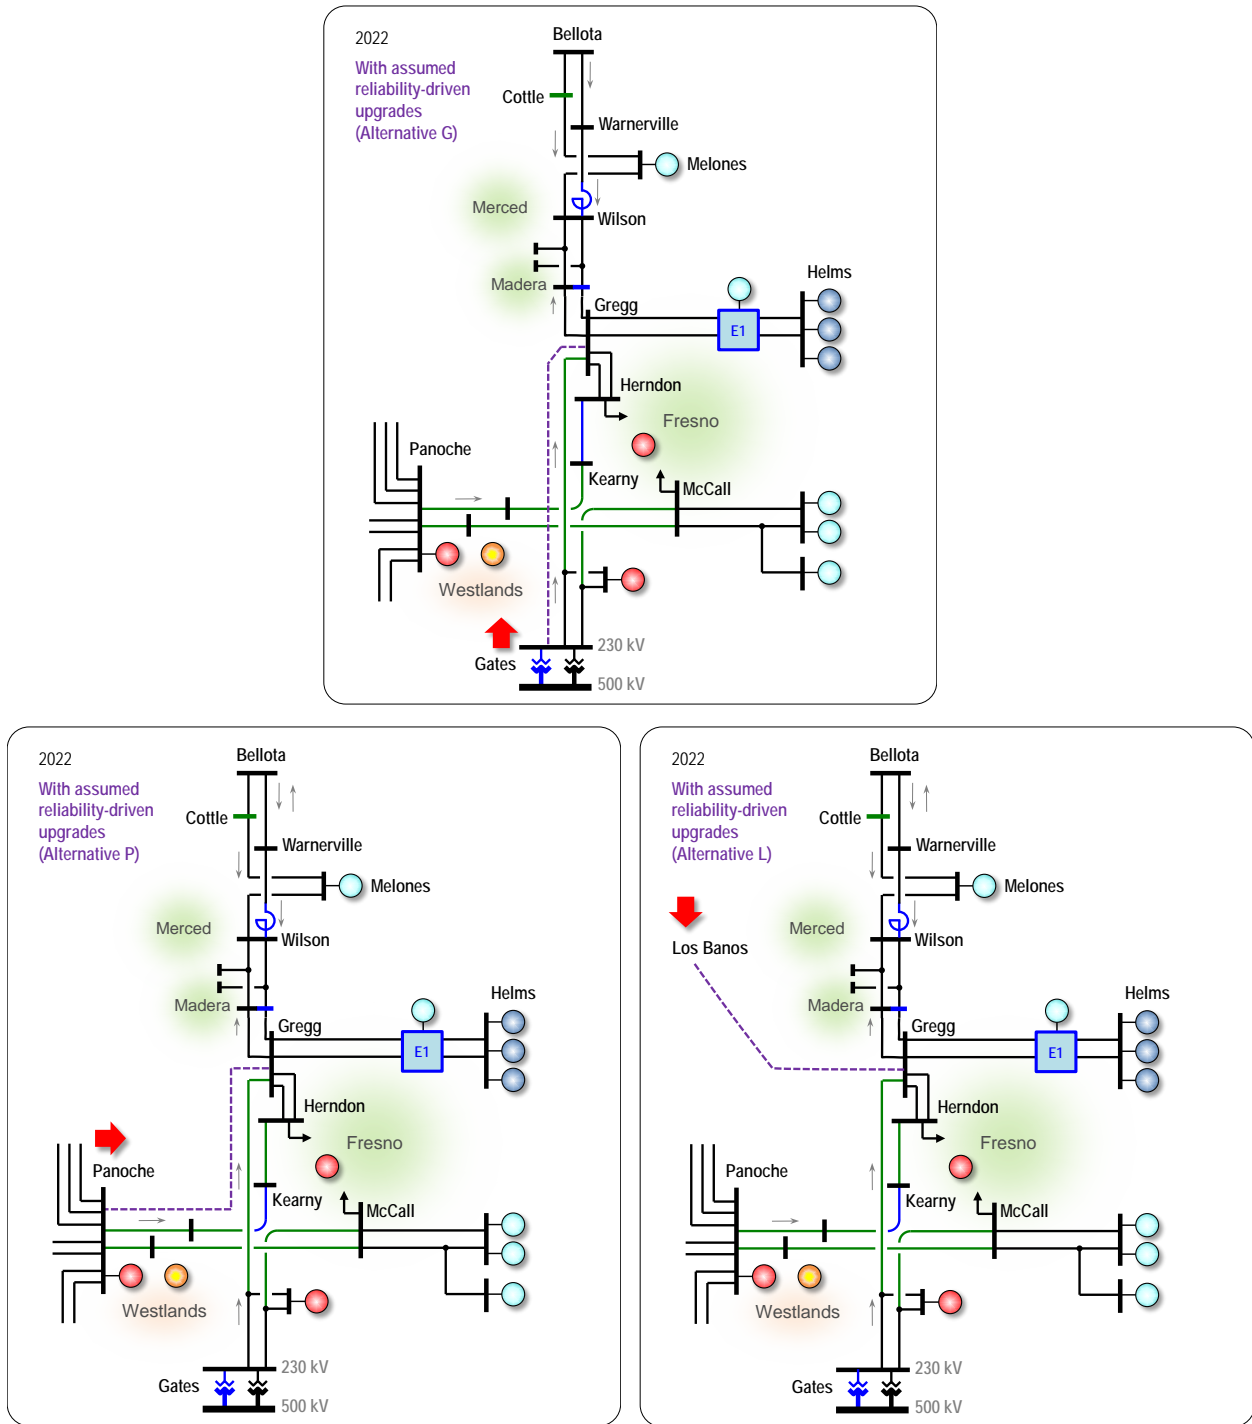 2022
With assumed
reliability-driven
upgrades
(Alternative G)
Bellota
Cottle
Warnerville
Melones
Merced
Wilson
Madera
Helms
Gregg
E1
Herndon
Fresno
Panoche
Kearny
McCall
Westlands
230 kV
Gates
500 kV
2022
With assumed
reliability-driven
upgrades
(Alternative P)
Bellota
Cottle
Warnerville
Melones
Merced
Wilson
Madera
Helms
Gregg
E1
Herndon
Fresno
Panoche
Kearny
McCall
Westlands
230 kV
Gates
500 kV
2022
With assumed
reliability-driven
upgrades
(Alternative L)
Bellota
Cottle
Warnerville
Melones
Merced
Wilson
Los Banos
Madera
Helms
Gregg
E1
Herndon
Fresno
Panoche
Kearny
McCall
Westlands
230 kV
Gates
500 kV